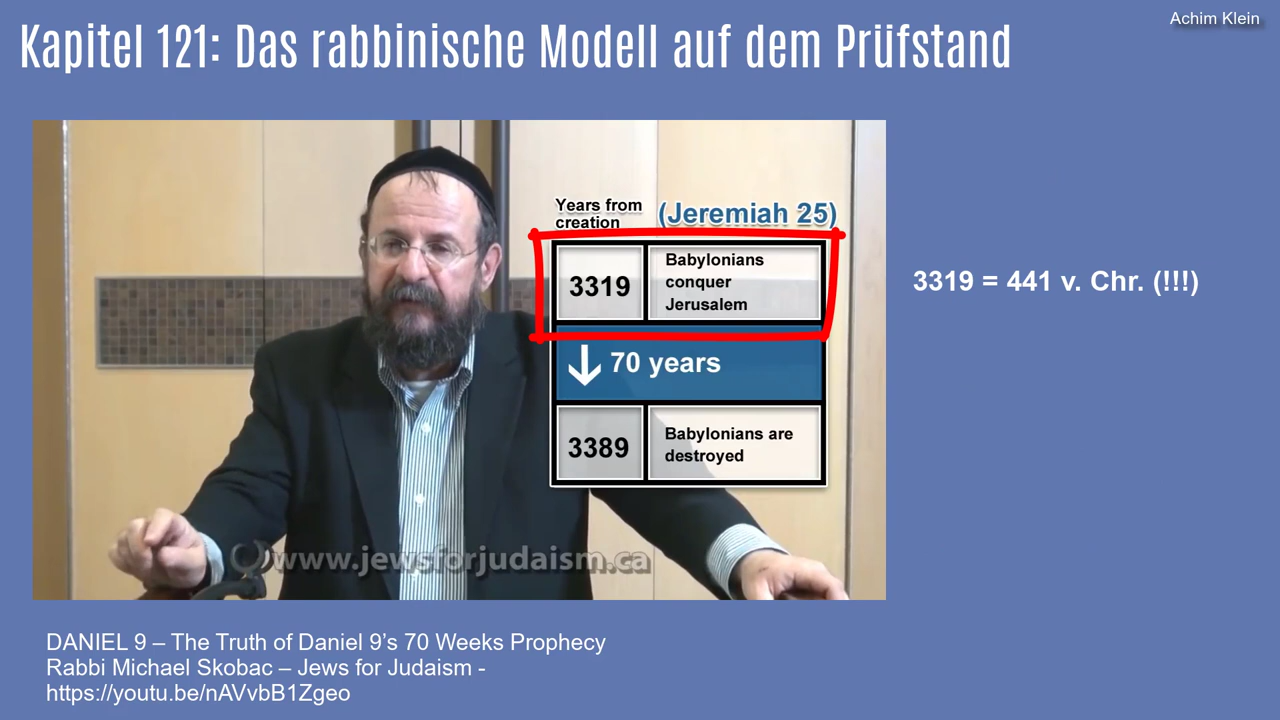 Achim Klein
Kapitel 121: Das rabbinische Modell auf dem Prüfstand
Years from
creation
(Jeremiah 25)
3319
Babylonians
conquer
Jerusalem
70 years
3389
Babylonians are
destroyed
www.jewsforjudaism.ca
3319 = 441 v. Chr. (!!!)
DANIEL 9 – The Truth of Daniel 9’s 70 Weeks Prophecy
Rabbi Michael Skobac – Jews for Judaism -
https://youtu.be/nAVvbB1Zgeo